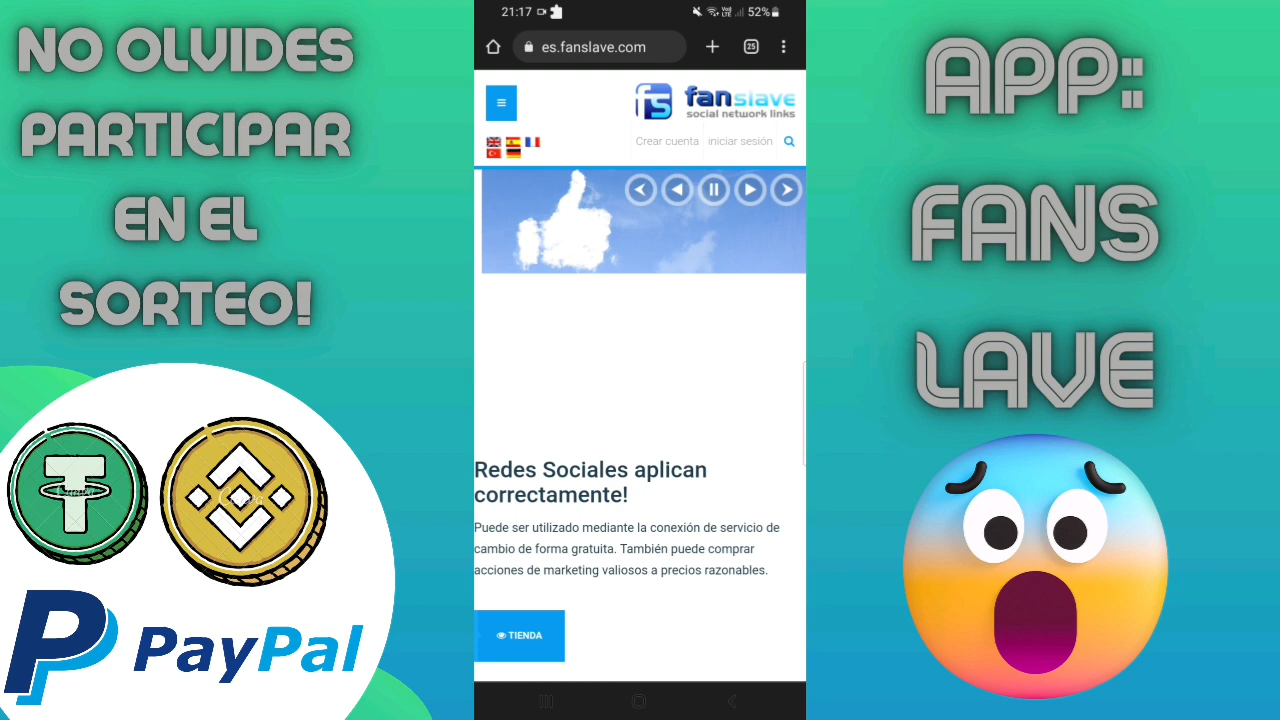 NO OLVIDES
PARTICIPAR
EN EL
SORTEO!
PayPal
21:17
52%
es.fanslave.com
25
fs
fanslave
social network links
Crear cuenta
iniciar sesión
Redes Sociales aplican
correctamente!
Puede ser utilizado mediante la conexión de servicio de
cambio de forma gratuita. También puede comprar
acciones de marketing valiosos a precios razonables.
TIENDA
APP:
FANS
LAVE